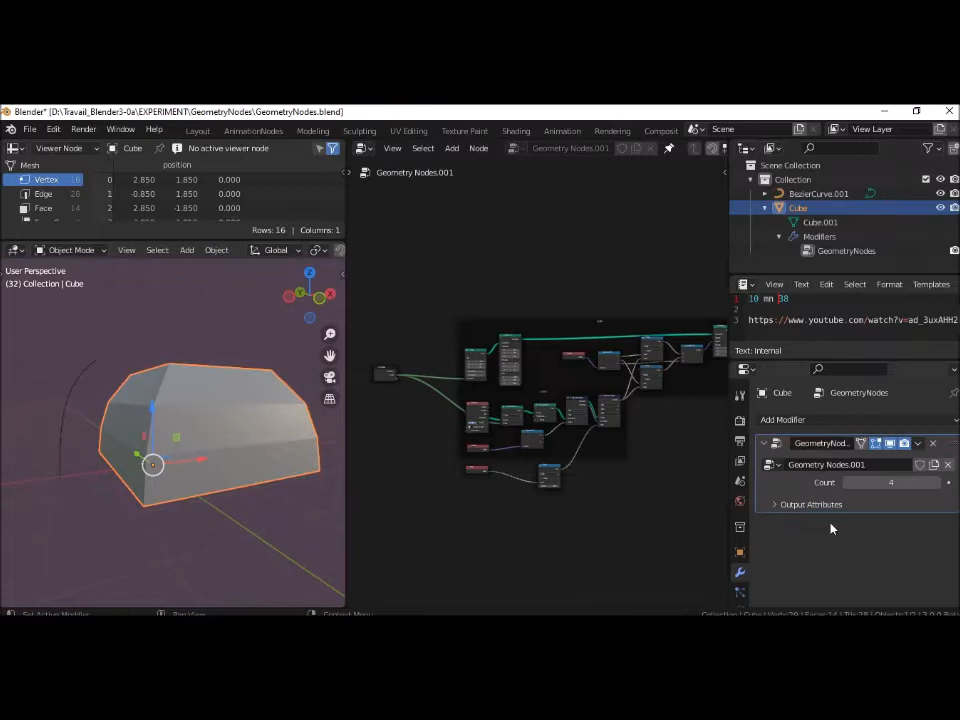 Blender* [D:\Travail_Blender3-0a\EXPERIMENT\GeometryNodes\GeometryNodes.blend]
File Edit Render Window Help Layout AnimationNodes Modeling Sculpting UV Editing Texture Paint Shading Animation Rendering Composit Scene View Layer
Viewer Node Cube No active viewer node
View Select Add Node Geometry Nodes.001
Mesh position
Vertex 16 0 2.850 1.850 0.000
Edge 28 1 -0.850 1.850 0.000
Face 14 2 2.850 -1.850 0.000
Rows: 16 | Columns: 1
Geometry Nodes.001
Scene Collection
Collection
BezierCurve.001
Cube
Cube.001
Modifiers
GeometryNodes
Object Mode View Select Add Object Global
User Perspective
(32) Collection | Cube
Z
Y
X
View Text Edit Select Format Templates
1 10 mn 38
2
3 https://www.youtube.com/watch?v=ad_3uxAHH2
Text: Internal
Cube GeometryNodes
Add Modifier
GeometryNod...
Geometry Nodes.001
Count 4
Output Attributes